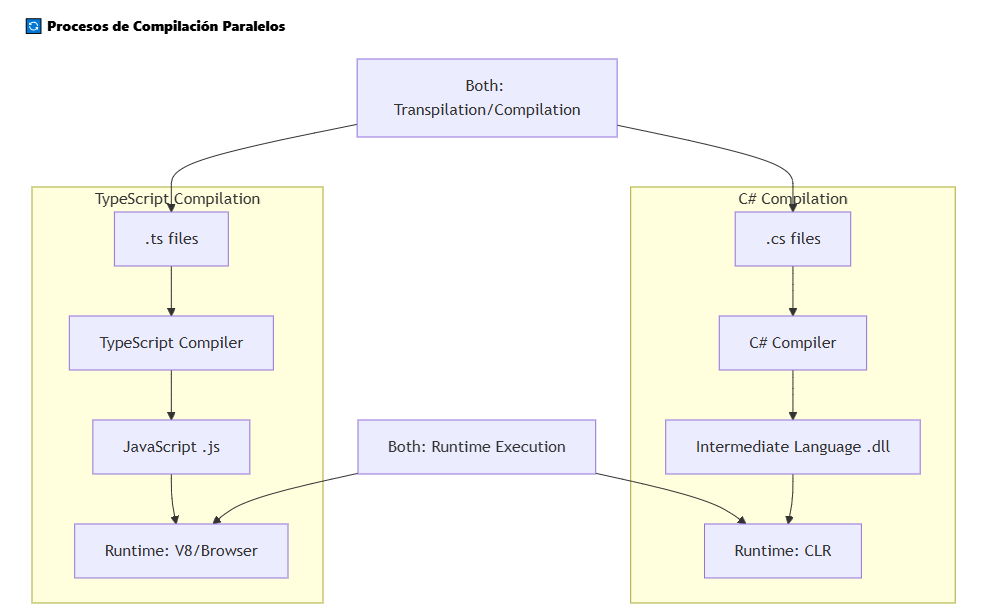 Procesos de Compilación Paralelos
Both:
Transpilation/Compilation
TypeScript Compilation
.ts files
TypeScript Compiler
JavaScript .js
Runtime: V8/Browser
Both: Runtime Execution
C# Compilation
.cs files
C# Compiler
Intermediate Language .dll
Runtime: CLR